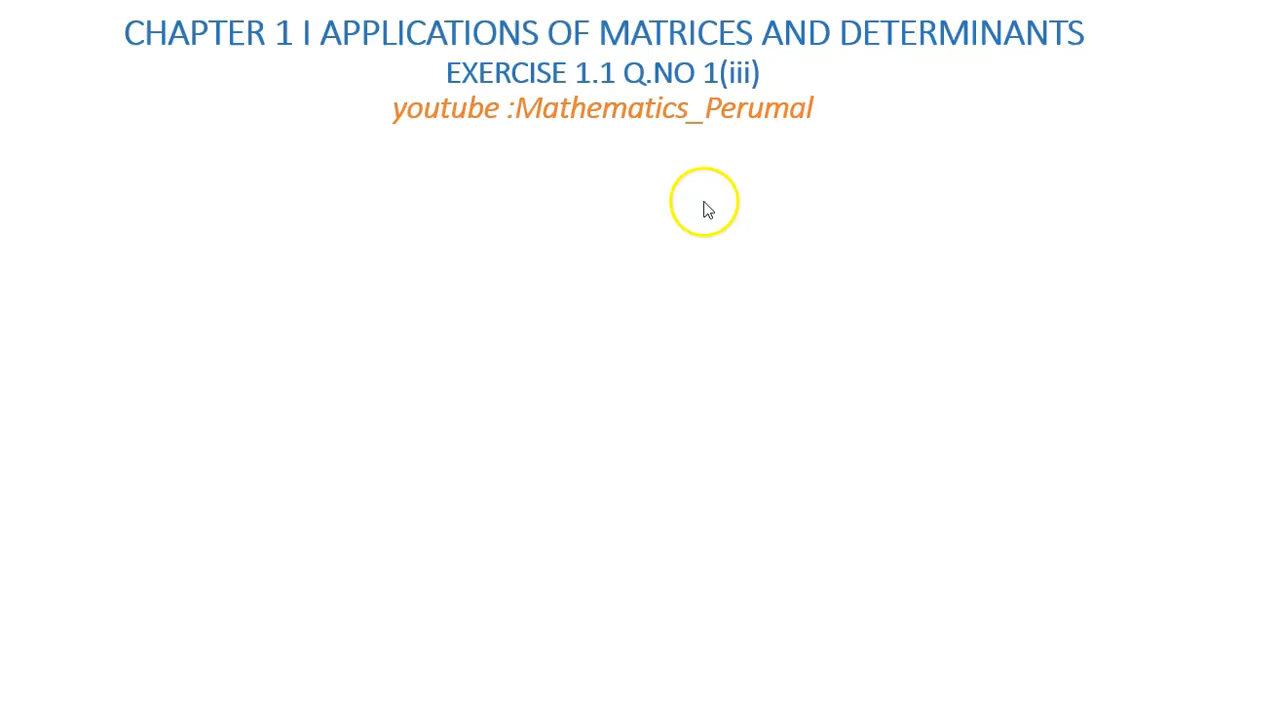 CHAPTER 1 I APPLICATIONS OF MATRICES AND DETERMINANTS
EXERCISE 1.1 Q.NO 1(iii)
youtube :Mathematics_Perumal